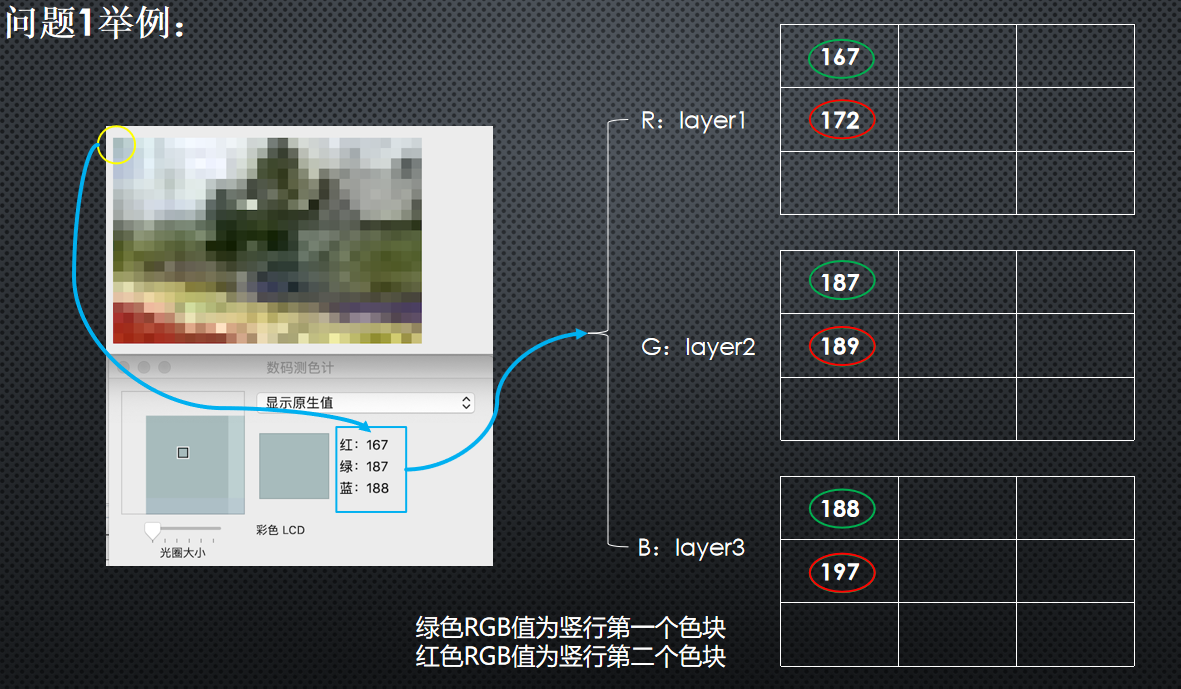 问题1举例：
数码测色计
显示原生值
红：167
绿：187
蓝：188
彩色 LCD
光圈大小
R：layer1
167
172
G：layer2
187
189
B：layer3
188
197
绿色RGB值为竖行第一个色块
红色RGB值为竖行第二个色块